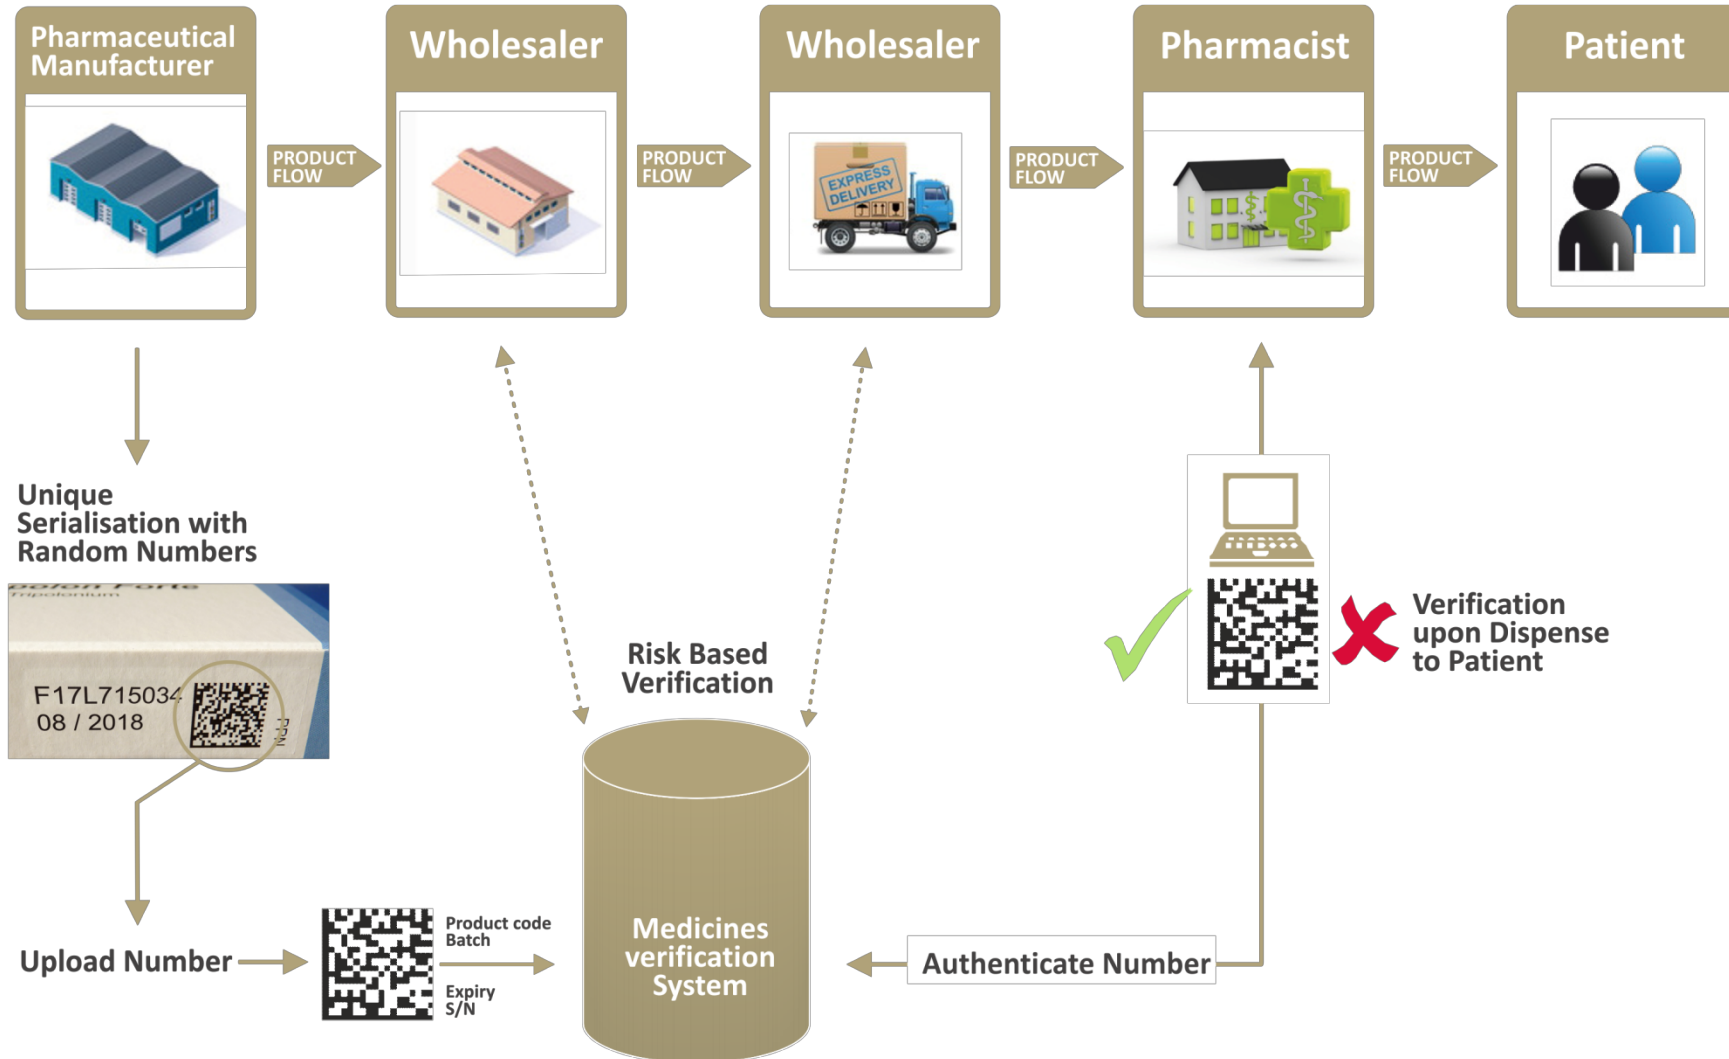 Pharmaceutical
Manufacturer
Wholesaler
Wholesaler
Pharmacist
Patient
PRODUCT
FLOW
PRODUCT
FLOW
EXPRESS
DELIVERY
PRODUCT
FLOW
PRODUCT
FLOW
Unique
Serialisation with
Random Numbers
Forte
Tripolonium
F17L715034
08 / 2018
Risk Based
Verification
Verification
upon Dispense
to Patient
Upload Number
Product code
Batch
Expiry
S/N
Medicines
verification
System
Authenticate Number